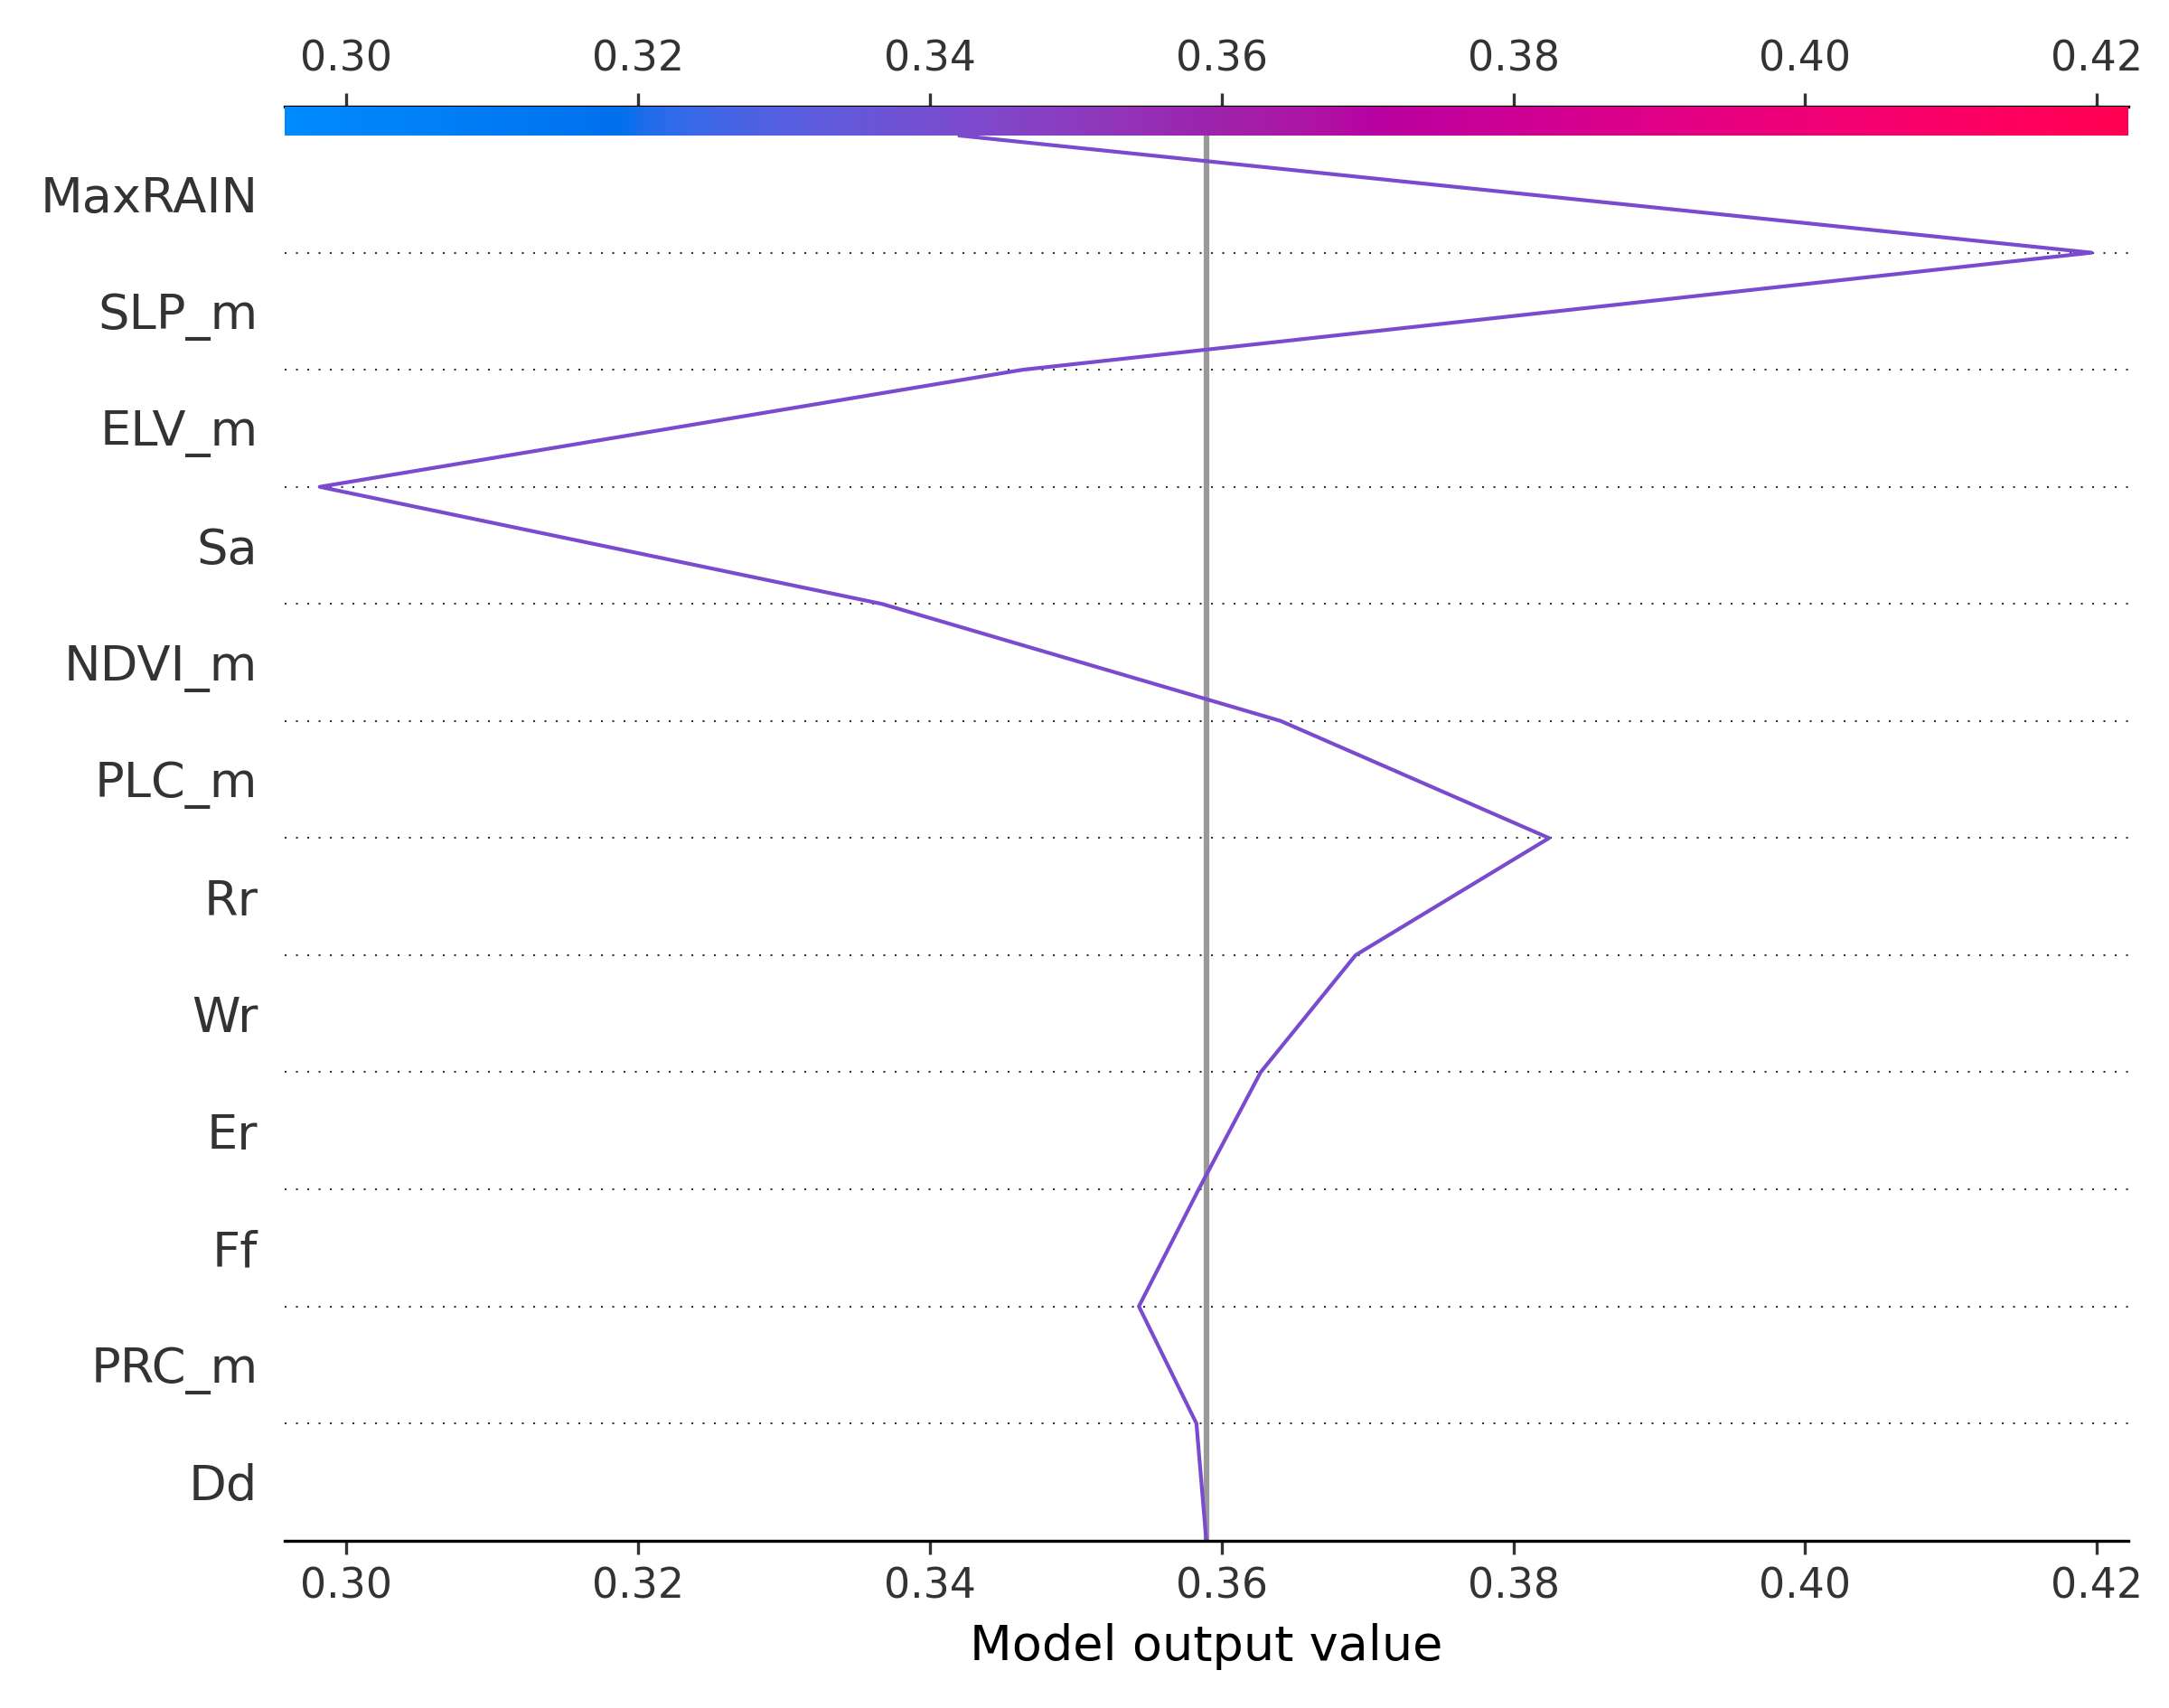 0.30 0.32 0.34 0.36 0.38 0.40 0.42
MaxRAIN
SLP_m
ELV_m
Sa
NDVI_m
PLC_m
Rr
Wr
Er
Ff
PRC_m
Dd
0.30 0.32 0.34 0.36 0.38 0.40 0.42
Model output value